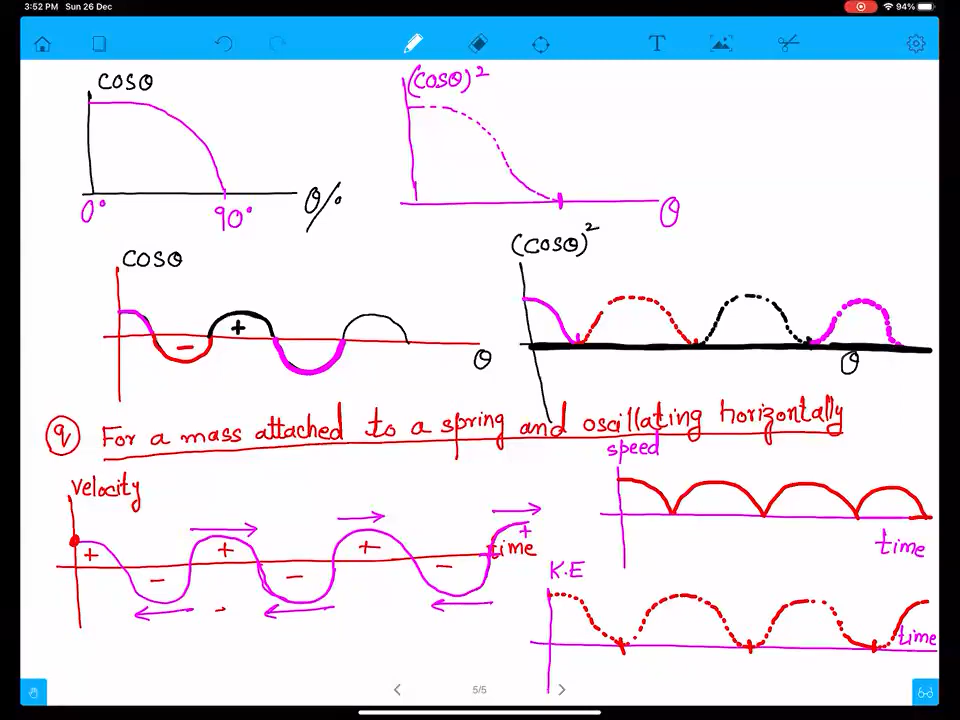 3:52 PM Sun 26 Dec
94%
T
cosθ
(cosθ)²
0°
90°
θ
θ
cosθ
(cosθ)²
+
−
θ
θ
q For a mass attached to a spring and oscillating horizontally
velocity
speed
+ − + − + − +
time
time
K.E
time
5/5